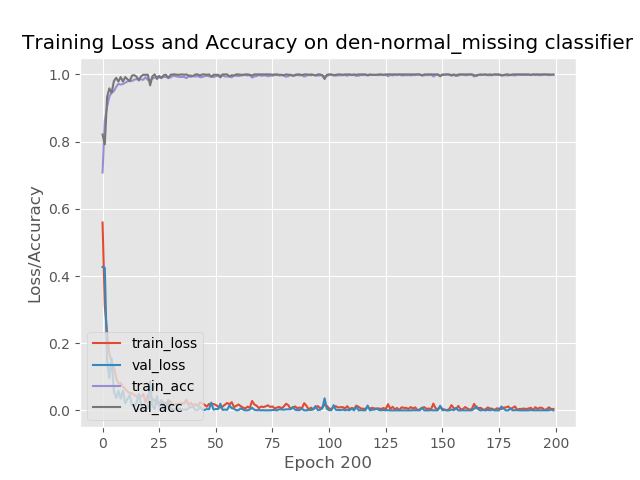 Training Loss and Accuracy on den-normal_missing classifier
1.0
0.8
0.6
0.4
0.2
0.0
Loss/Accuracy
train_loss
val_loss
train_acc
val_acc
0 25 50 75 100 125 150 175 200
Epoch 200